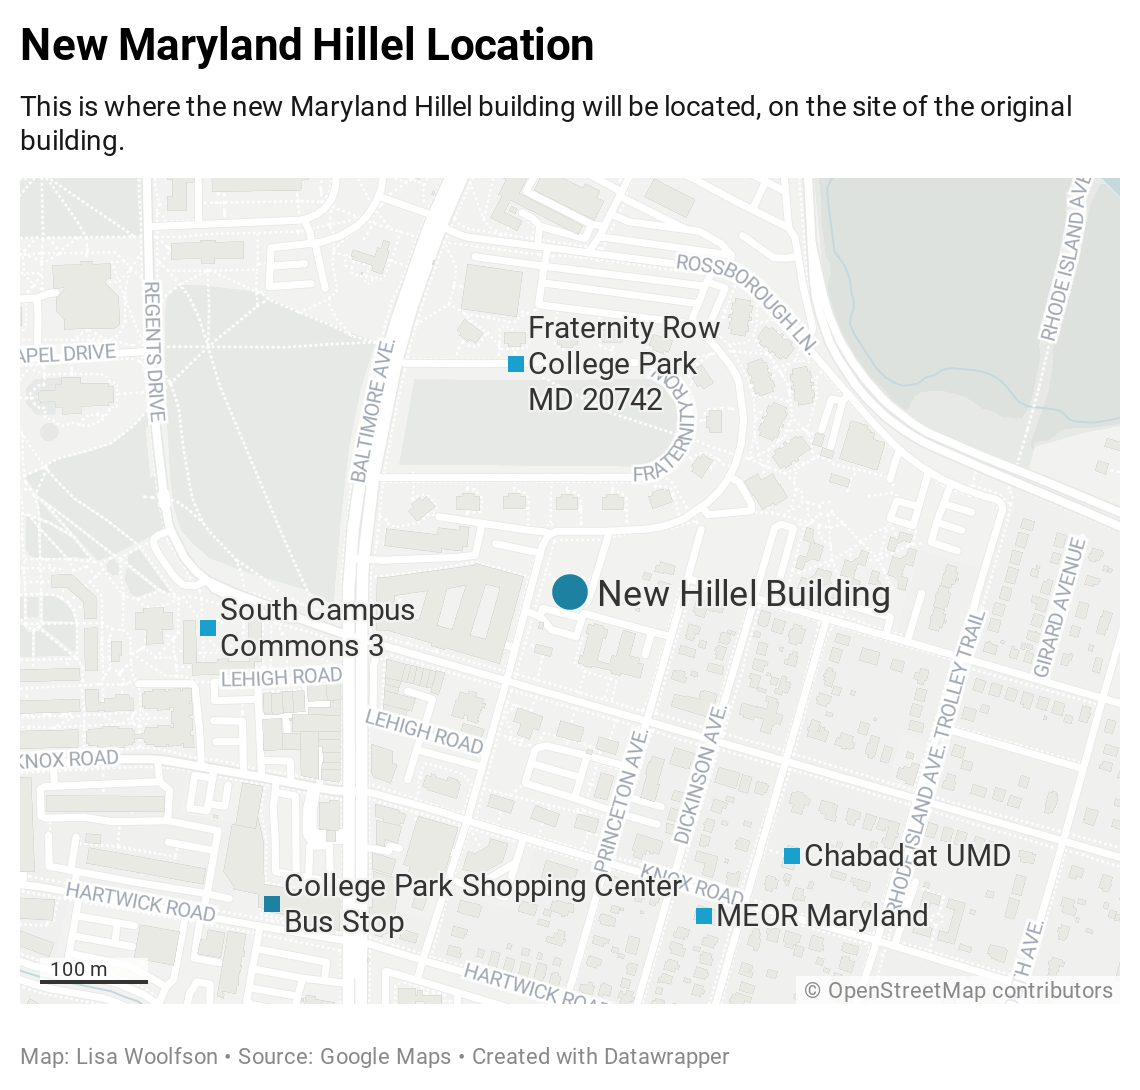 New Maryland Hillel Location
This is where the new Maryland Hillel building will be located, on the site of the original
building.
RHODE ISLAND AVE
ROSSBOROUGH LN.
REGENTS DRIVE
Fraternity Row
College Park
MD 20742
APEL DRIVE
BALTIMORE AVE.
FRATERNITY ROW
New Hillel Building
GIRARD AVENUE
South Campus
Commons 3
LEHIGH ROAD
RHODE ISLAND AVE. TROLLEY TRAIL
LEHIGH ROAD
KNOX ROAD
PRINCETON AVE.
DICKINSON AVE.
Chabad at UMD
College Park Shopping Center
Bus Stop
KNOX ROAD
HARTWICK ROAD
MEOR Maryland
TH AVE.
100 m
HARTWICK ROA
© OpenStreetMap contributors
Map: Lisa Woolfson • Source: Google Maps • Created with Datawrapper